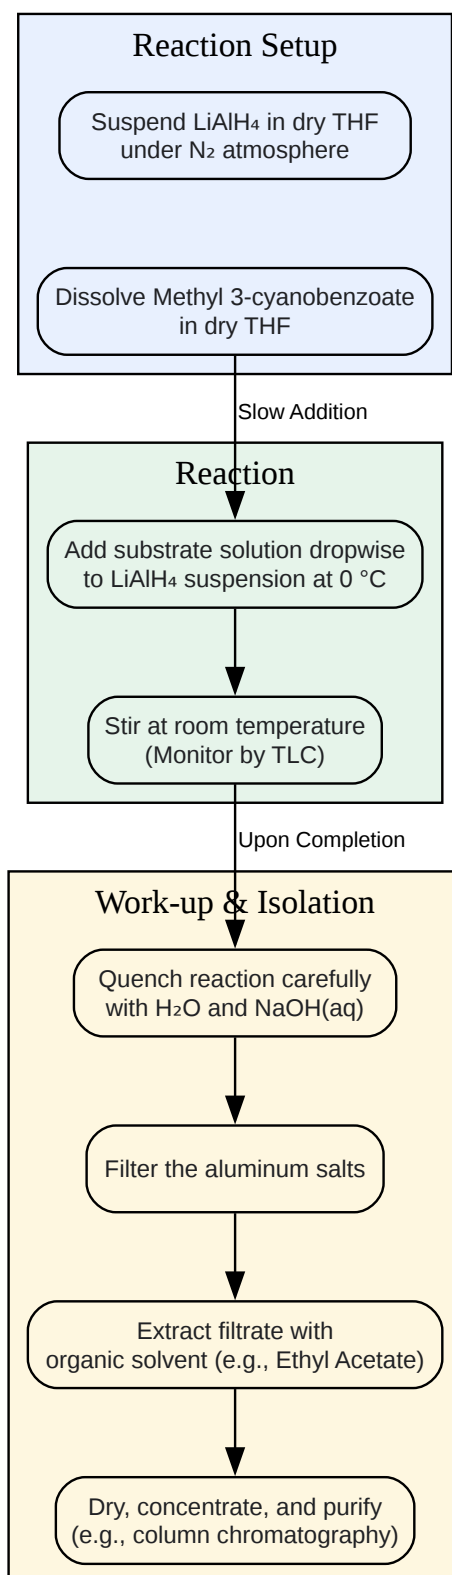 Reaction Setup
Suspend LiAlH₄ in dry THF
under N₂ atmosphere
Dissolve Methyl 3-cyanobenzoate
in dry THF
Slow Addition
Reaction
Add substrate solution dropwise
to LiAlH₄ suspension at 0 °C
Stir at room temperature
(Monitor by TLC)
Upon Completion
Work-up & Isolation
Quench reaction carefully
with H₂O and NaOH(aq)
Filter the aluminum salts
Extract filtrate with
organic solvent (e.g., Ethyl Acetate)
Dry, concentrate, and purify
(e.g., column chromatography)